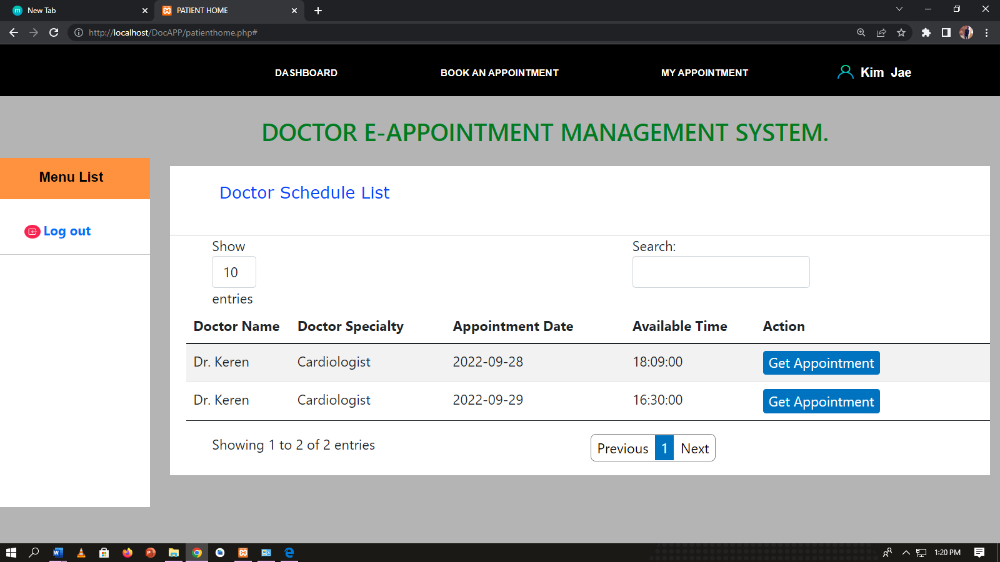 New Tab
PATIENT HOME
http://localhost/DocAPP/patienthome.php#
DASHBOARD
BOOK AN APPOINTMENT
MY APPOINTMENT
Kim Jae
DOCTOR E-APPOINTMENT MANAGEMENT SYSTEM.
Menu List
Log out
Doctor Schedule List
Show
10
entries
Search:
Doctor Name Doctor Specialty Appointment Date Available Time Action
Dr. Keren Cardiologist 2022-09-28 18:09:00 Get Appointment
Dr. Keren Cardiologist 2022-09-29 16:30:00 Get Appointment
Showing 1 to 2 of 2 entries
Previous 1 Next
1:20 PM